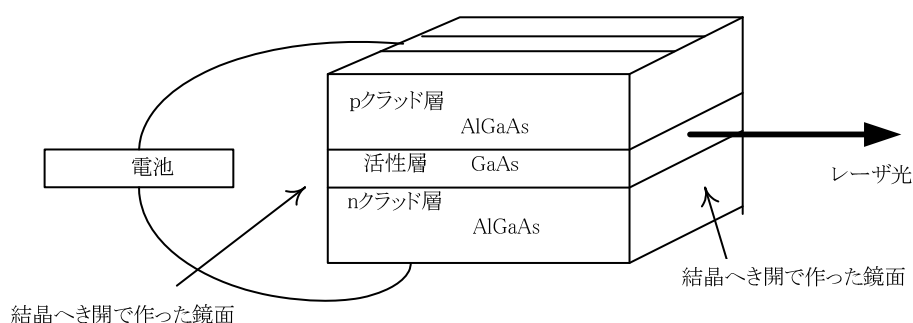 pクラッド層
AlGaAs
電池
活性層 GaAs
レーザ光
nクラッド層
AlGaAs
結晶へき開で作った鏡面
結晶へき開で作った鏡面